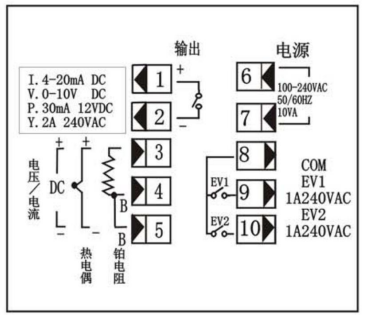 输出
电源
I.4-20mA DC
V.0-10V DC
P.30mA 12VDC
Y.2A 240VAC
+
1
2
-
6
7
100-240VAC
50/60HZ
10VA
+
+
3
4
5
B
B
电压/电流
DC
-
-
热电偶
铂电阻
8
9
10
EV1
EV2
COM
EV1
1A240VAC
EV2
1A240VAC